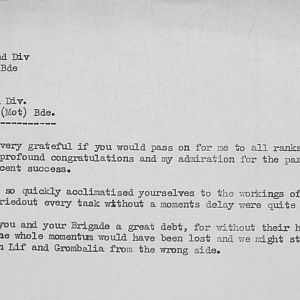 d Div
Bde
Div.
(Mot) Bde.
very grateful if you would pass on for me to all ranks
profound congratulations and my admiration for the par
cent success.
so quickly acclimatised yourselves to the workings of
riedout every task without a moments delay were quite
you and your Brigade a great debt, for without their h
he whole momentum would have been lost and we might st
n Lif and Grombalia from the wrong side.